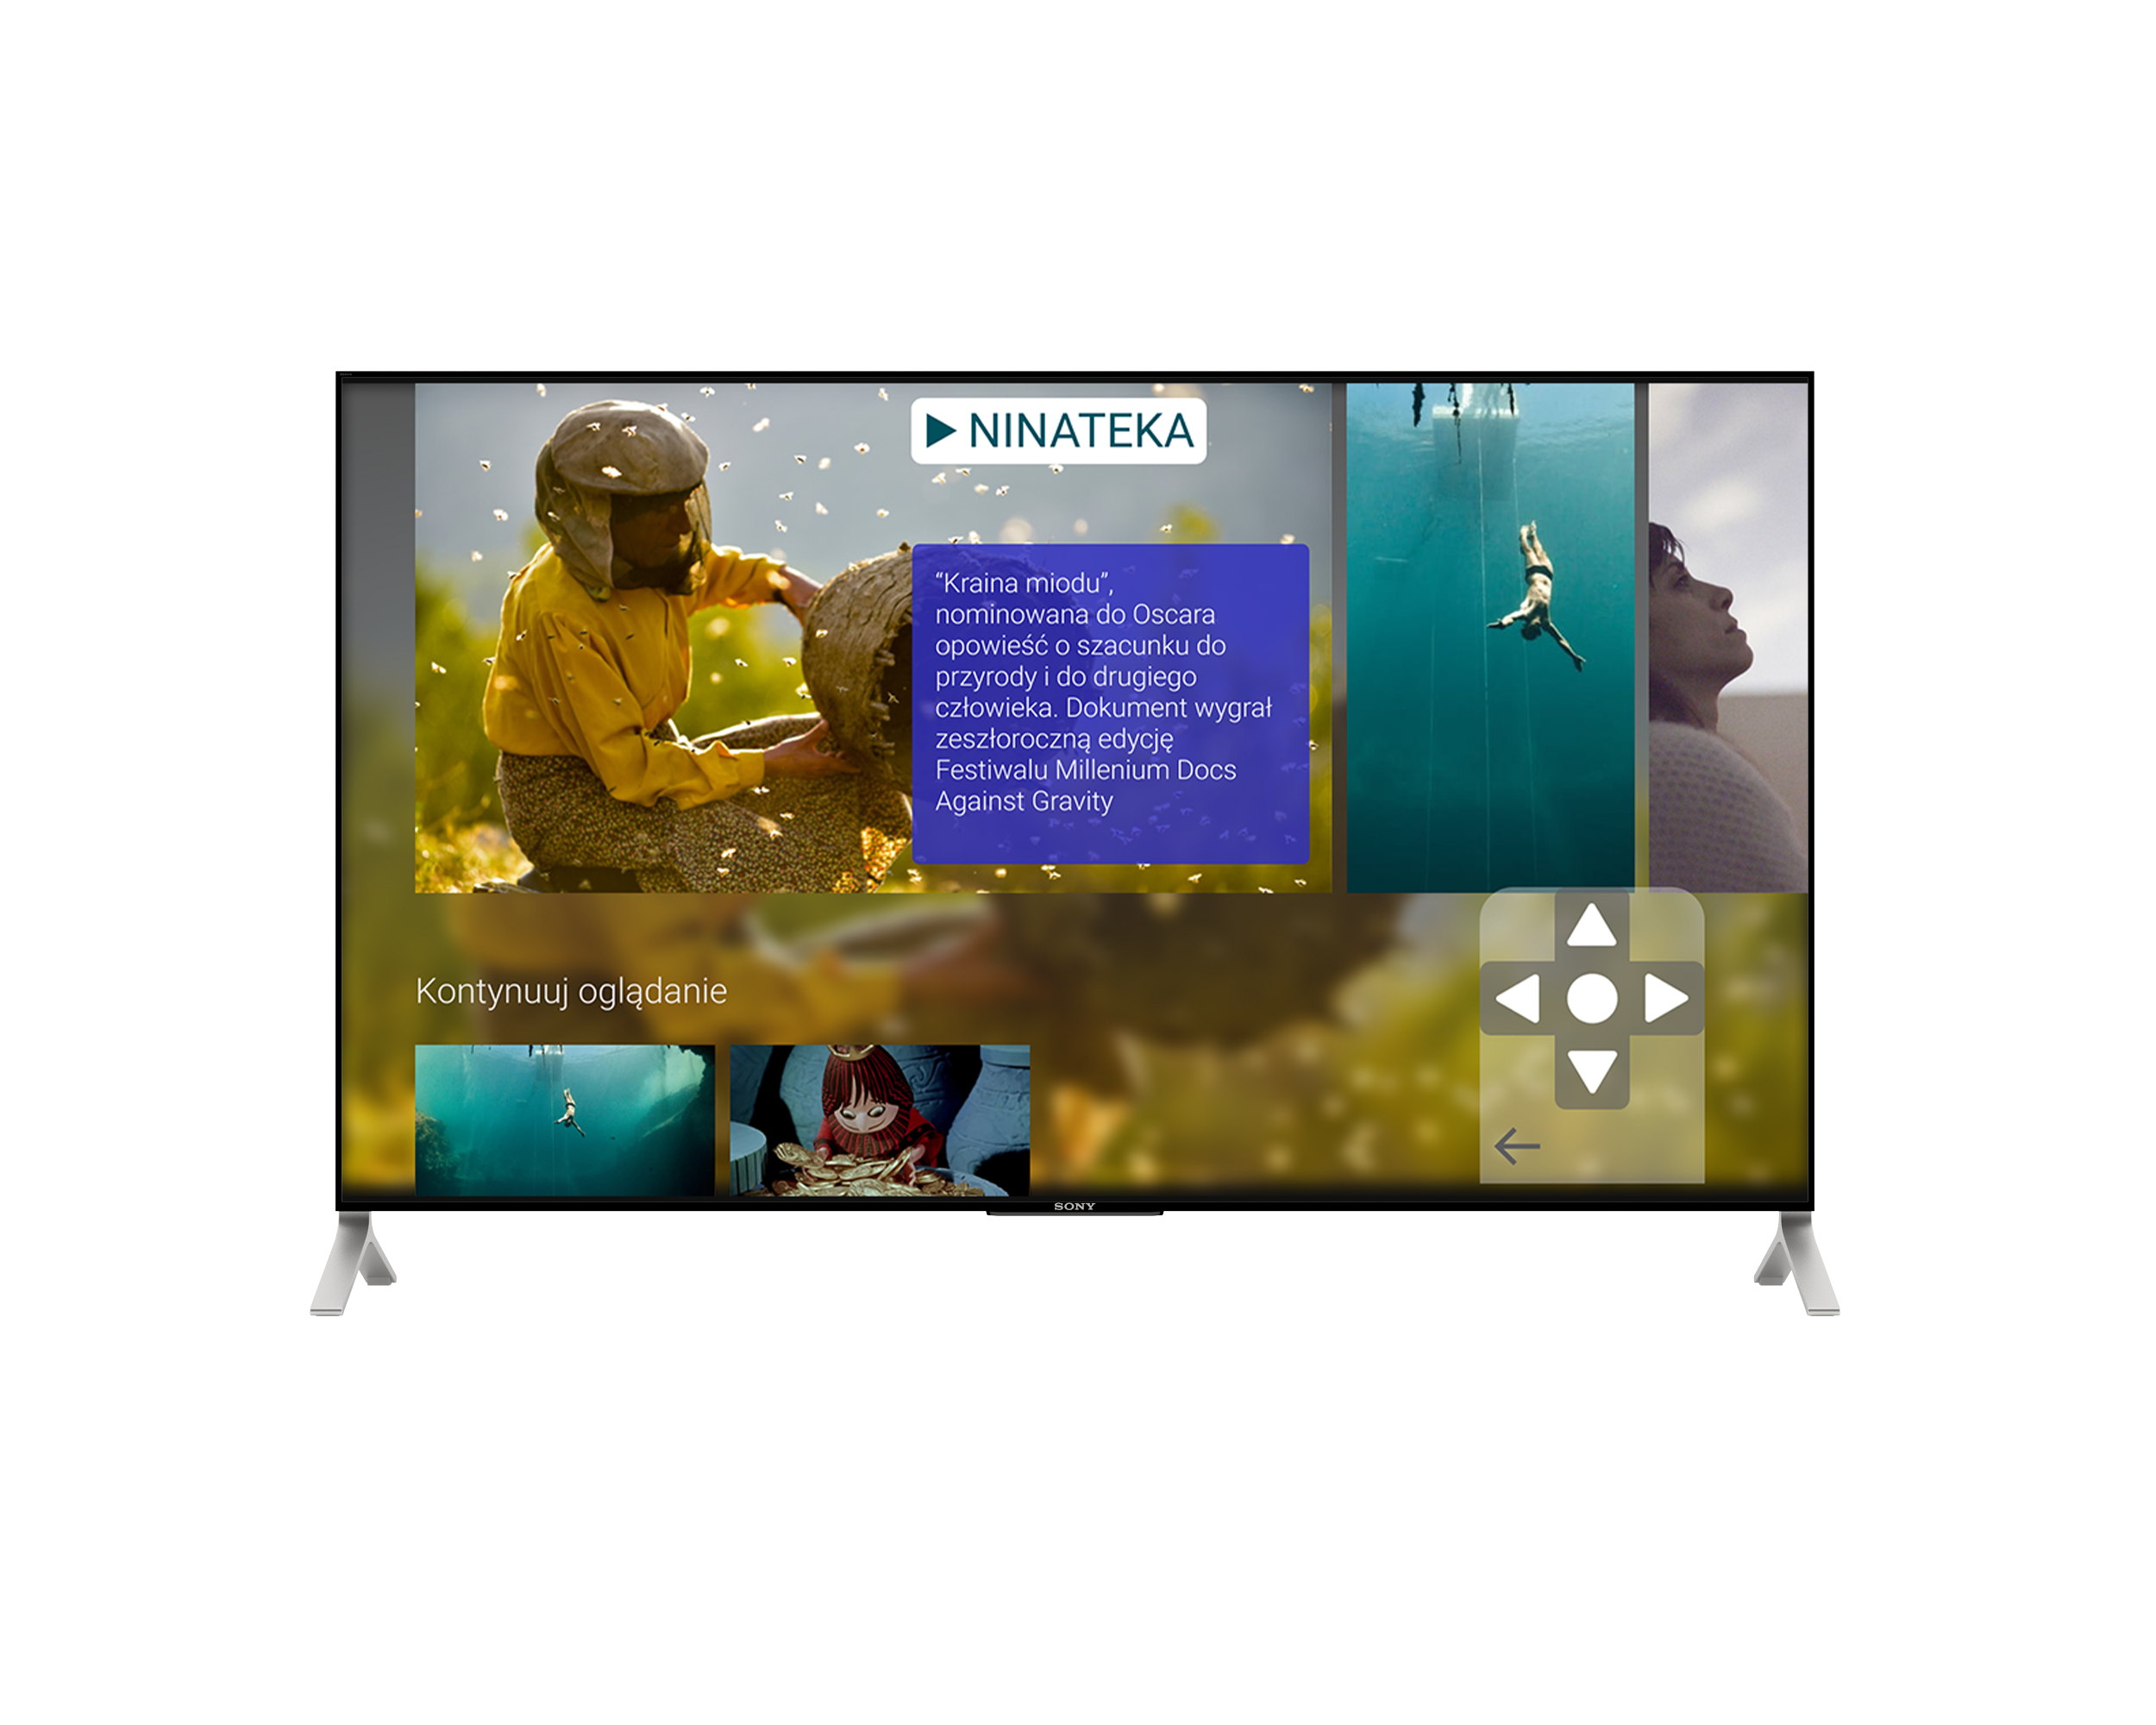 NINATEKA
“Kraina miodu”,
nominowana do Oscara
opowieść o szacunku do
przyrody i do drugiego
człowieka. Dokument wygrał
zeszłoroczną edycję
Festiwalu Millenium Docs
Against Gravity
Kontynuuj oglądanie
SONY